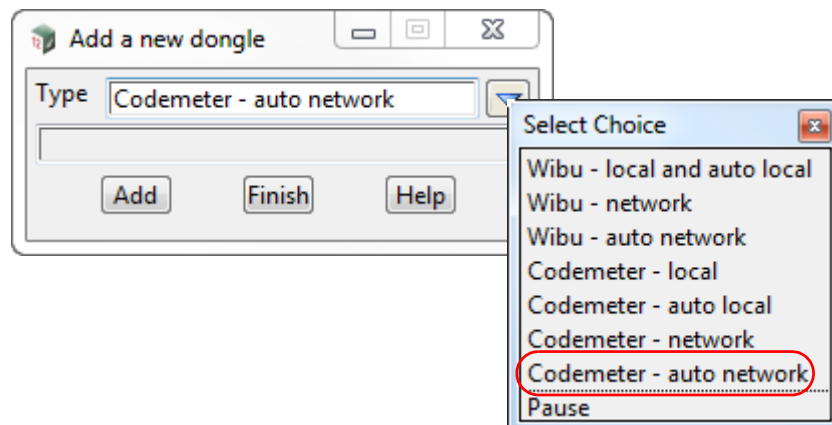 Add a new dongle
Type Codemeter - auto network
Add Finish Help
Select Choice
Wibu - local and auto local
Wibu - network
Wibu - auto network
Codemeter - local
Codemeter - auto local
Codemeter - network
Codemeter - auto network
Pause